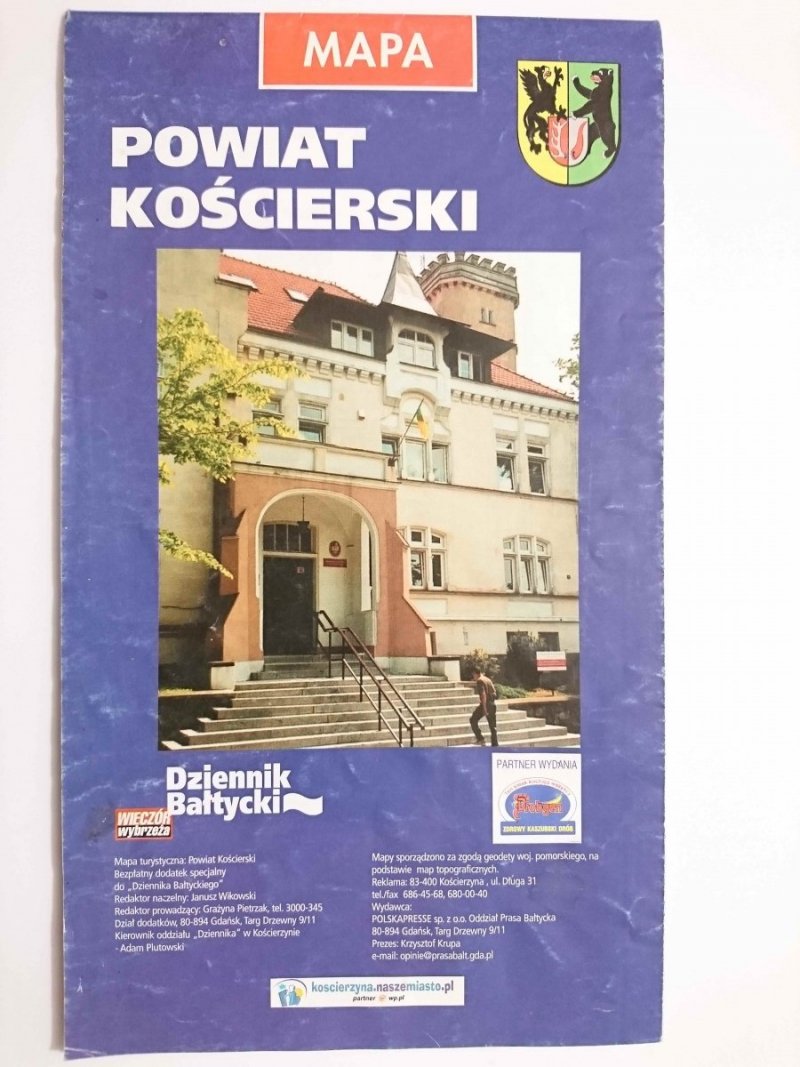 MAPA
POWIAT
KOŚCIERSKI
PARTNER WYDANIA
Dziennik
Bałtycki
ZDROWY KASZUBSKI DRÓB
WIECZÓR
wybrzeża
Mapa turystyczna: Powiat Kościerski
Bezpłatny dodatek specjalny
do „Dziennika Bałtyckiego"
Redaktor naczelny: Janusz Wikowski
Redaktor prowadzący: Grażyna Pietrzak, tel. 3000-345
Dział dodatków, 80-894 Gdańsk, Targ Drzewny 9/11
Kierownik oddziału „Dziennika" w Kościerzynie
- Adam Plutowski
Mapy sporządzono za zgodą geodety woj. pomorskiego, na
podstawie map topograficznych.
Reklama: 83-400 Kościerzyna , ul. Długa 31
tel./fax 686-45-68, 680-00-40
Wydawca:
POLSKAPRESSE sp. z o.o. Oddział Prasa Bałtycka
80-894 Gdańsk, Targ Drzewny 9/11
Prezes: Krzysztof Krupa
e-mail: opinie@prasabalt.gda.pl
koscierzyna.naszemiasto.pl
partner wp.pl